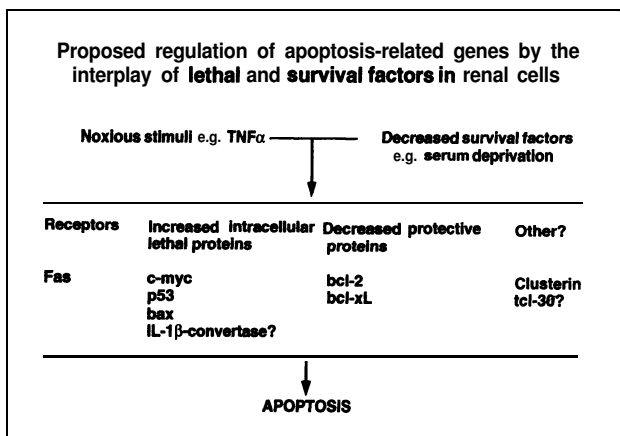 Proposed regulation of apoptosis-related genes by the
interplay of lethal and survival factors in renal cells
Noxious stimuli e.g. TNFα
Decreased survival factors
e.g. serum deprivation
Receptors
Increased intracellular
lethal proteins
Decreased protective
proteins
Other?
Fas
c-myc
p53
bax
IL-1β-convertase?
bcl-2
bcl-xL
Clusterin
tcl-30?
APOPTOSIS